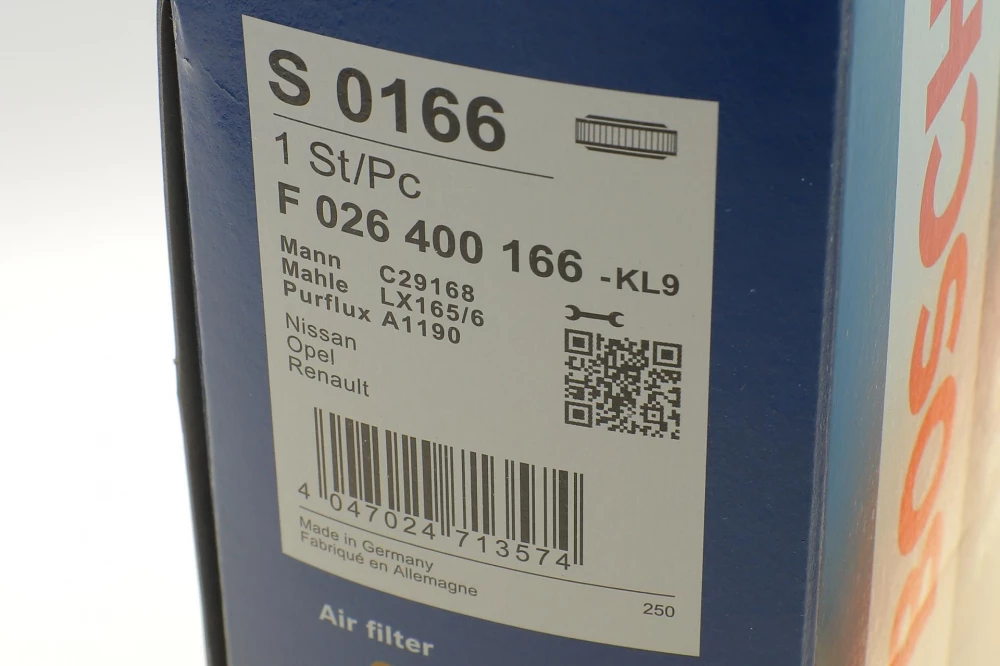 S 0166
1 St/Pc
F 026 400 166 -KL9
Mann C29168
Mahle LX165/6
Purflux A1190
Nissan
Opel
Renault
4 047024 713574
Made in Germany
Fabriqué en Allemagne
250
Air filter
BOSCH